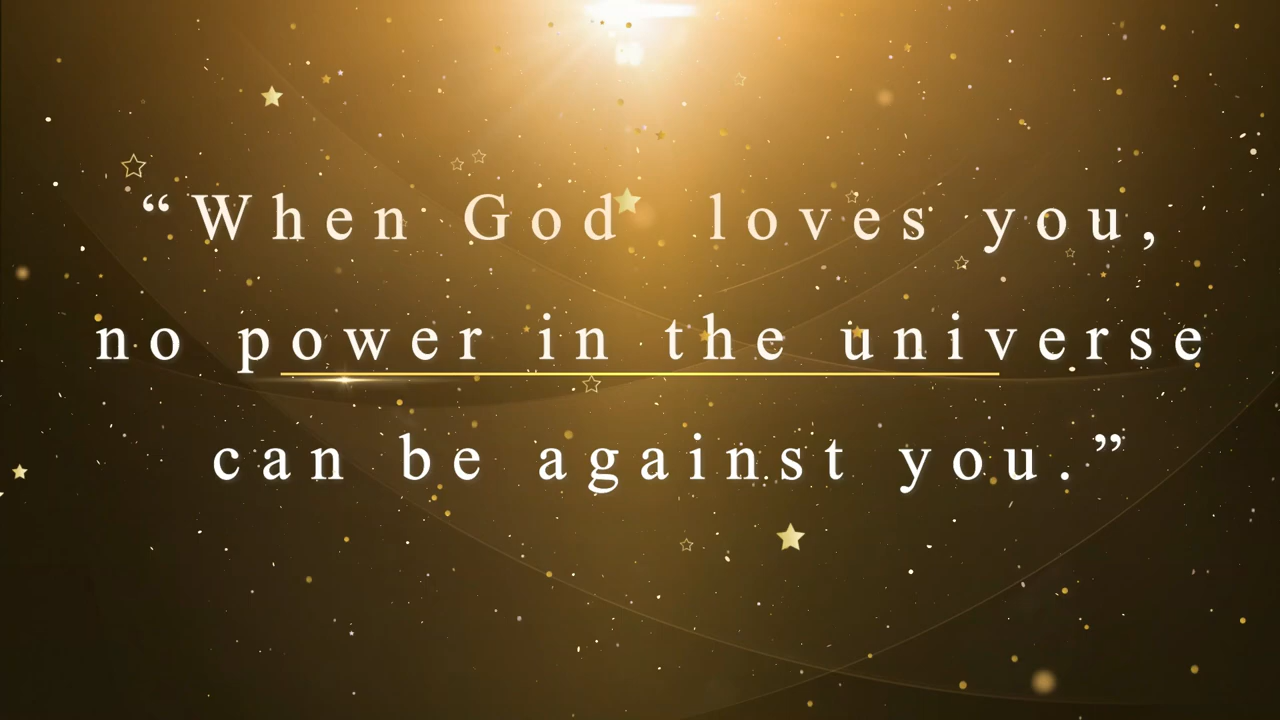 “When God loves you,
no power in the universe
can be against you.”